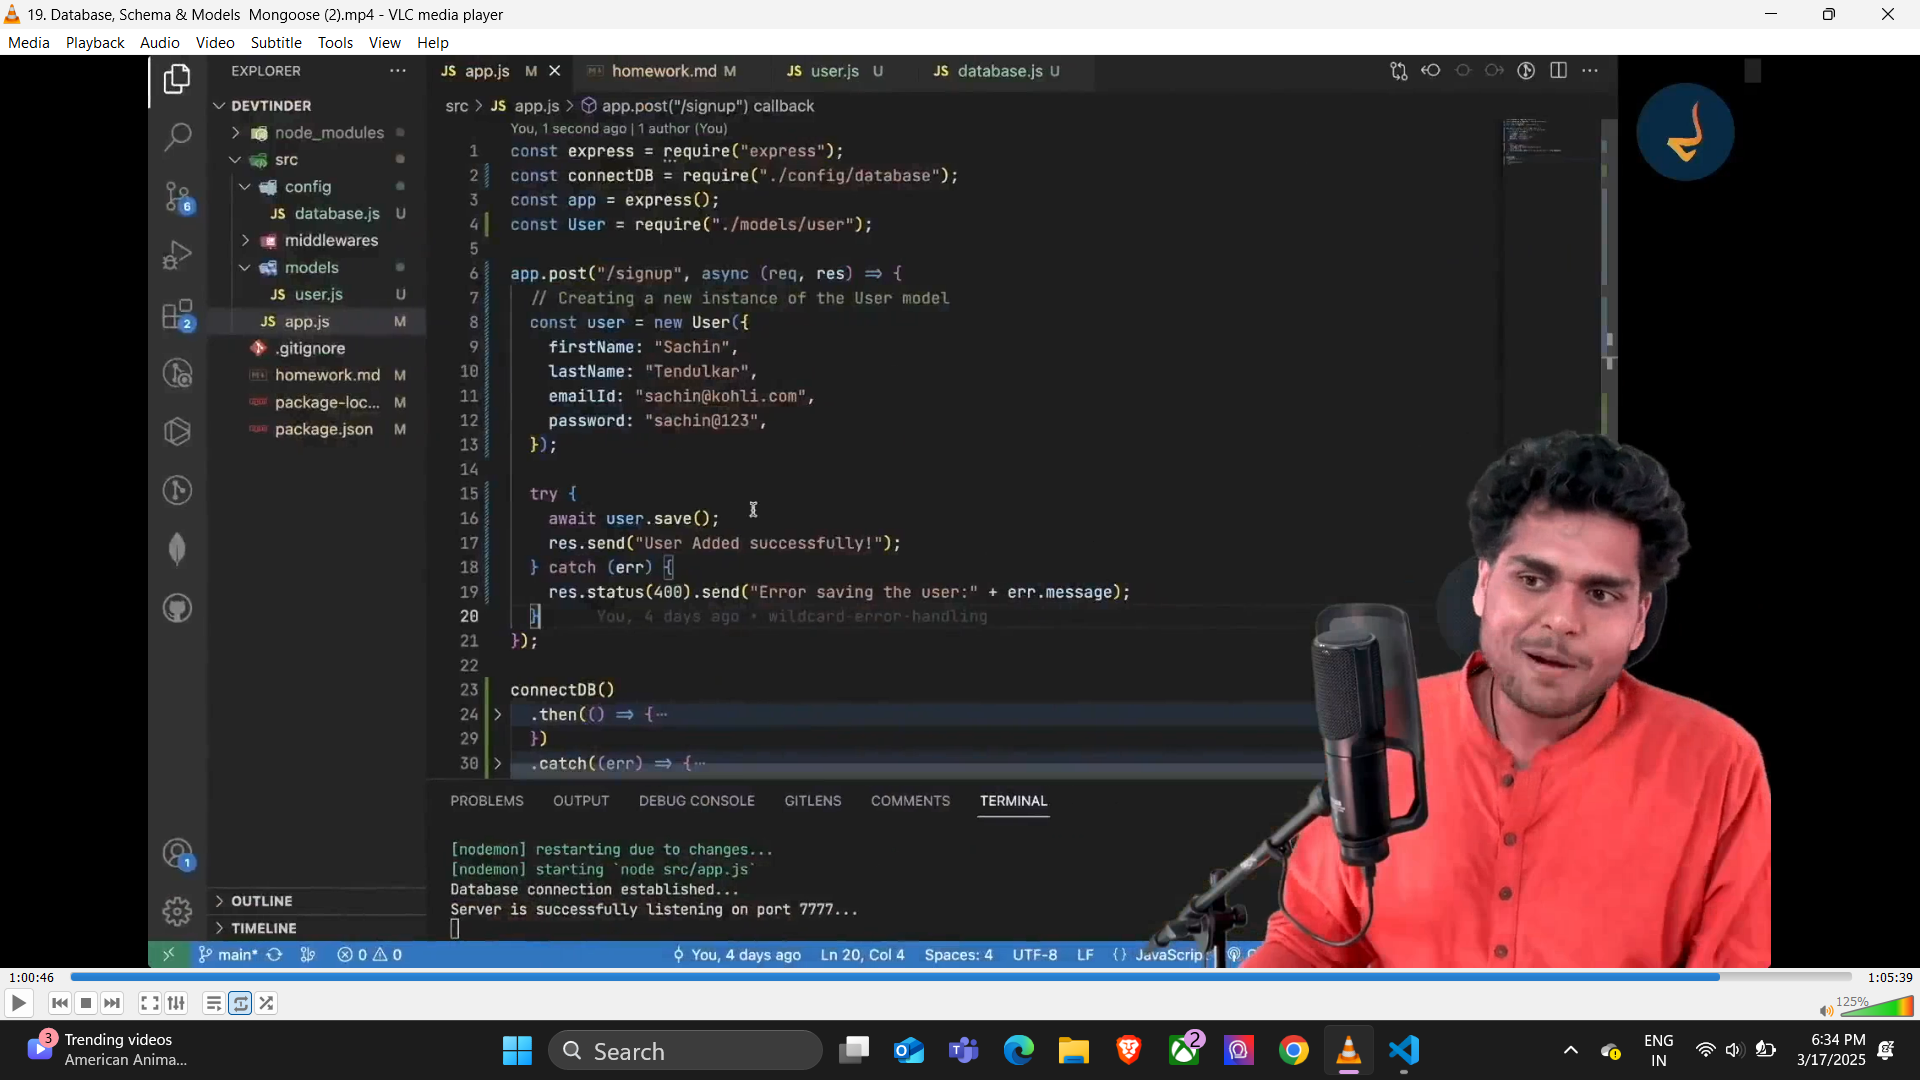 19. Database, Schema & Models  Mongoose (2).mp4 - VLC media player
Media Playback Audio Video Subtitle Tools View Help
EXPLORER ...
DEVTINDER
node_modules
src
config
JS database.js U
middlewares
models
JS user.js U
JS app.js M
.gitignore
homework.md M
package-loc... M
package.json M
OUTLINE
TIMELINE
6
2
1
JS app.js M
homework.md M
JS user.js U
JS database.js U
src > JS app.js > app.post("/signup") callback
You, 1 second ago | 1 author (You)
1 const express = require("express");
2 const connectDB = require("./config/database");
3 const app = express();
4 const User = require("./models/user");
5
6 app.post("/signup", async (req, res) => {
7 // Creating a new instance of the User model
8 const user = new User({
9 firstName: "Sachin",
10 lastName: "Tendulkar",
11 emailId: "sachin@kohli.com",
12 password: "sachin@123",
13 });
14
15 try {
16 await user.save();
17 res.send("User Added successfully!");
18 } catch (err) {
19 res.status(400).send("Error saving the user:" + err.message);
20 } You, 4 days ago • wildcard-error-handling
21 });
22
23 connectDB()
24 .then(() => {...
29 })
30 .catch((err) => {...
PROBLEMS OUTPUT DEBUG CONSOLE GITLENS COMMENTS TERMINAL
[nodemon] restarting due to changes...
[nodemon] starting `node src/app.js`
Database connection established...
Server is successfully listening on port 7777...
main* 0 0 You, 4 days ago Ln 20, Col 4 Spaces: 4 UTF-8 LF {}
1:00:46 1:05:39
125%
3 Trending videos
American Anima...
Search
2
ENG
IN
6:34 PM
3/17/2025